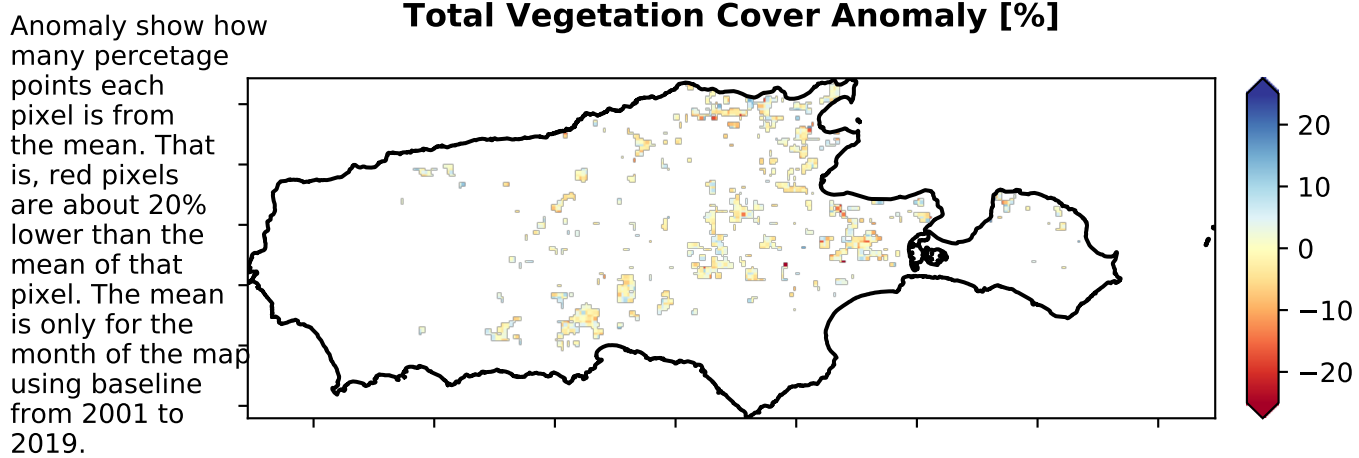 Total Vegetation Cover Anomaly [%]
Anomaly show how
many percetage
points each
pixel is from
the mean. That
is, red pixels
are about 20%
lower than the
mean of that
pixel. The mean
is only for the
month of the map
using baseline
from 2001 to
2019.
20
10
0
−10
−20